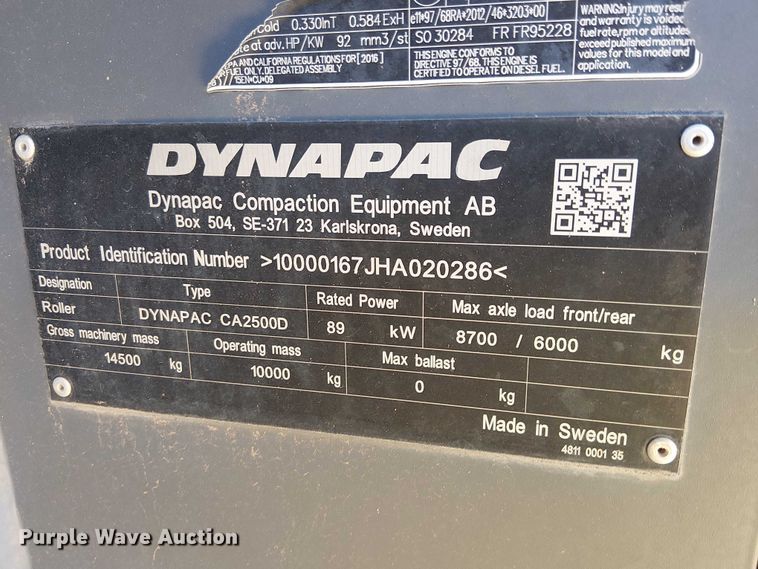 Cold 0.330InT 0.584ExH e11*97/68RA*2012/46*3203*00
ate at adv.HP/KW 92 mm3/st SO 30284 FR FR95228
PA AND CALIFORNIA REGULATIONS FOR [ 2016 ]
FUEL ONLY. DELEGATED ASSEMBLY
THIS ENGINE CONFORMS TO
DIRECTIVE 97/68. THIS ENGINE IS
CERTIFIED TO OPERATE ON DIESEL FUEL
WARNING:Injury may resu
and warranty is voided
fuel rate,rpm or altitudes
exceed published maximum
values for this model and
application.
DYNAPAC
Dynapac Compaction Equipment AB
Box 504, SE-371 23 Karlskrona, Sweden
Product Identification Number >10000167JHA020286<
Designation Type Rated Power Max axle load front/rear
Roller DYNAPAC CA2500D 89 kW 8700 / 6000 kg
Gross machinery mass Operating mass Max ballast
14500 kg 10000 kg 0 kg
Made in Sweden
4811 0001 35
Purple Wave Auction